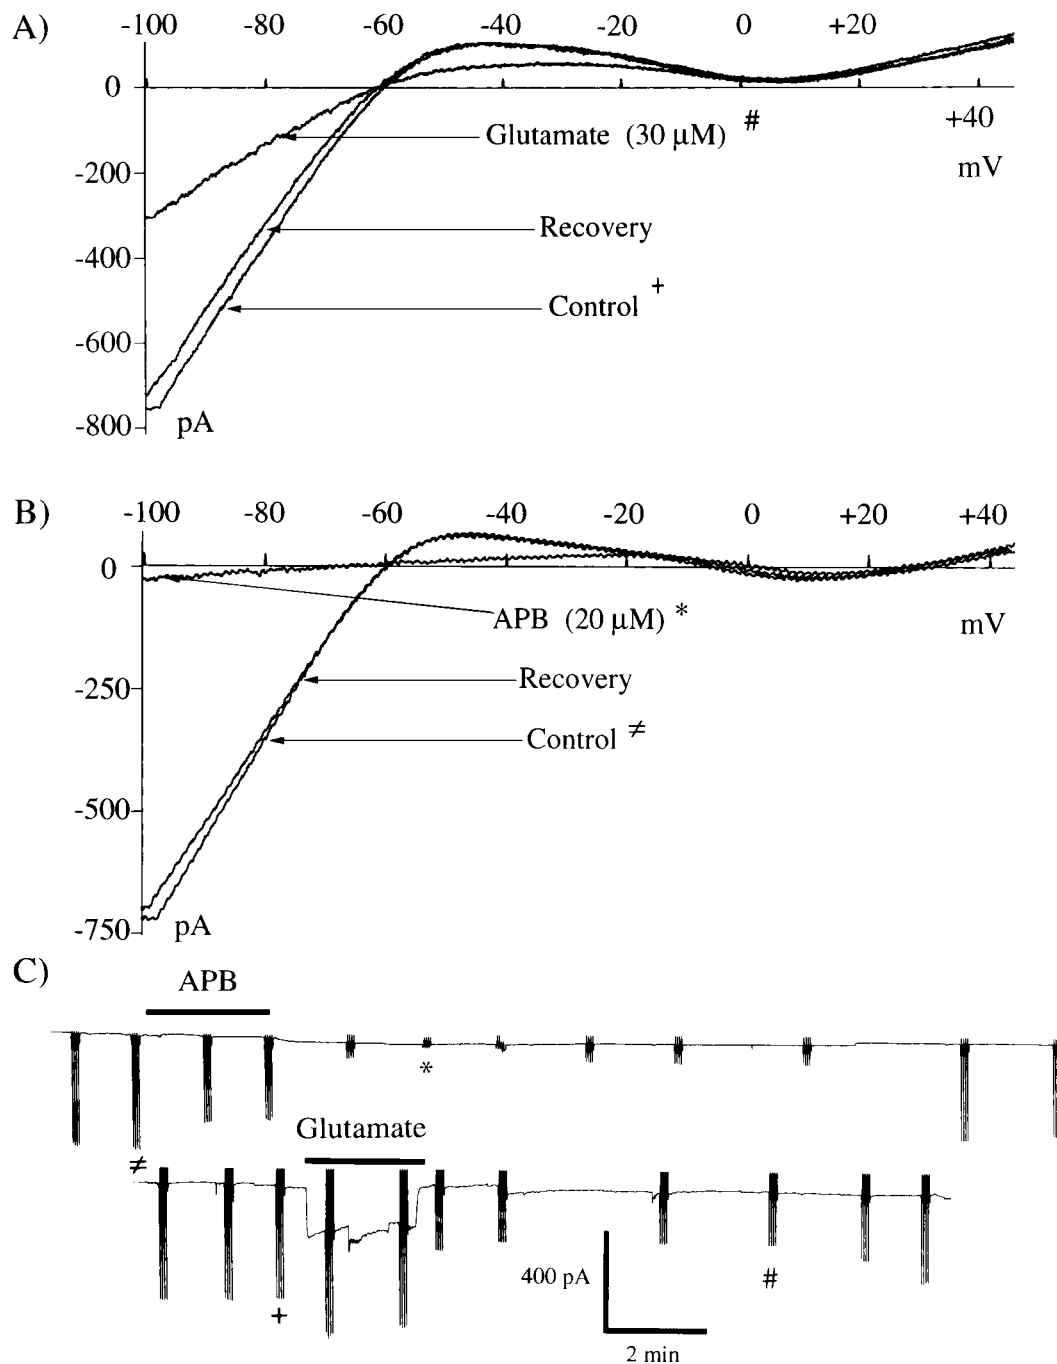 A)
-100 -80 -60 -40 -20 0 +20
0
+40
Glutamate (30 μM) #
mV
-200
Recovery
-400
Control +
-600
-800
pA
B)
-100 -80 -60 -40 -20 0 +20 +40
0
APB (20 μM) *
mV
Recovery
-250
Control ≠
-500
-750
pA
C)
APB
*
Glutamate
≠
400 pA
#
+
2 min